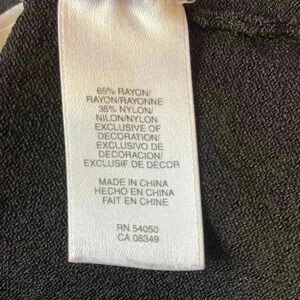 65% RAYON/
RAYON/RAYONNE
35% NYLON/
NILON/NYLON
EXCLUSIVE OF
DECORATION/
EXCLUSIVO DE
DECORACION/
EXCLUSIF DE DÉCOR
MADE IN CHINA
HECHO EN CHINA
FAIT EN CHINE
RN 54050
CA 08349